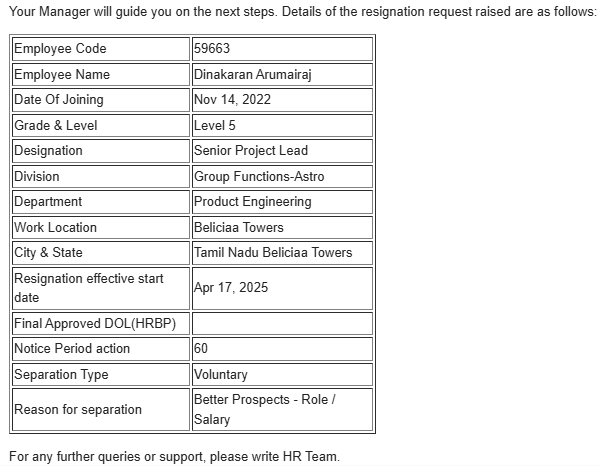 Your Manager will guide you on the next steps. Details of the resignation request raised are as follows:
Employee Code 59663
Employee Name Dinakaran Arumairaj
Date Of Joining Nov 14, 2022
Grade & Level Level 5
Designation Senior Project Lead
Division Group Functions-Astro
Department Product Engineering
Work Location Beliciaa Towers
City & State Tamil Nadu Beliciaa Towers
Resignation effective start
date
Apr 17, 2025
Final Approved DOL(HRBP)
Notice Period action 60
Separation Type Voluntary
Reason for separation
Better Prospects - Role /
Salary
For any further queries or support, please write HR Team.